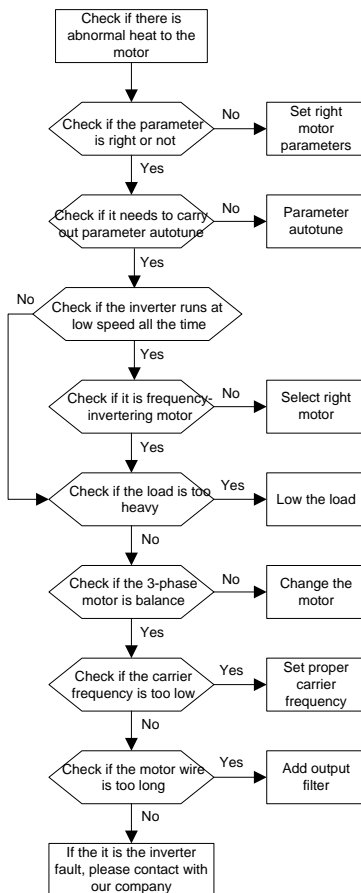 Check if there is
abnormal heat to the
motor
Check if the parameter
is right or not
No
Set right
motor
parameters
Yes
Check if it needs to carry
out parameter autotune
No
Parameter
autotune
Yes
No
Check if the inverter runs at
low speed all the time
Yes
Check if it is frequency-
invertering motor
No
Select right
motor
Yes
Check if the load is too
heavy
Yes
Low the load
No
Check if the 3-phase
motor is balance
No
Change the
motor
Yes
Check if the carrier
frequency is too low
Yes
Set proper
carrier
frequency
No
Check if the motor wire
is too long
Yes
Add output
filter
No
If the it is the inverter
fault, please contact with
our company